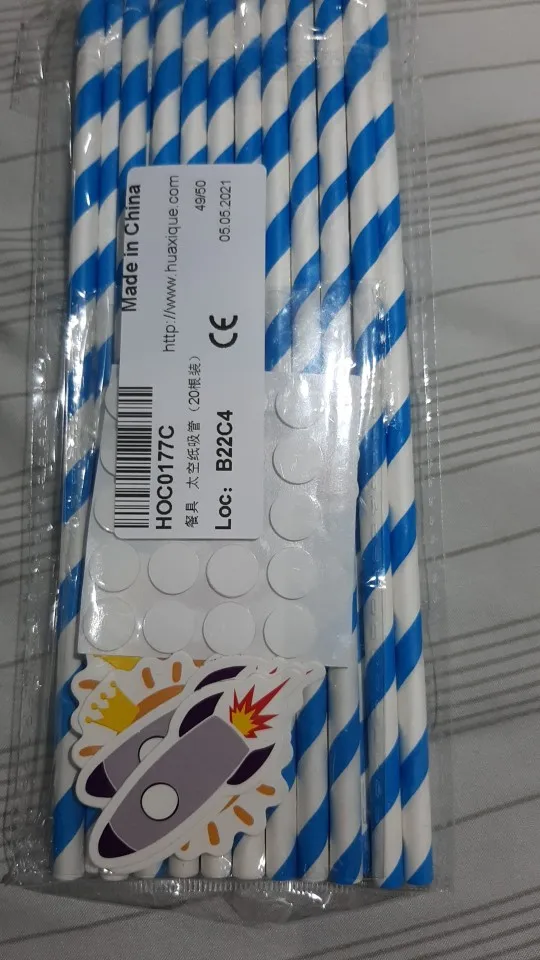 Made in China
http://www.huaxique.com
49/50
05.05.2021
CE
HOC0177C
餐具 太空纸吸管（20根装）
Loc: B22C4